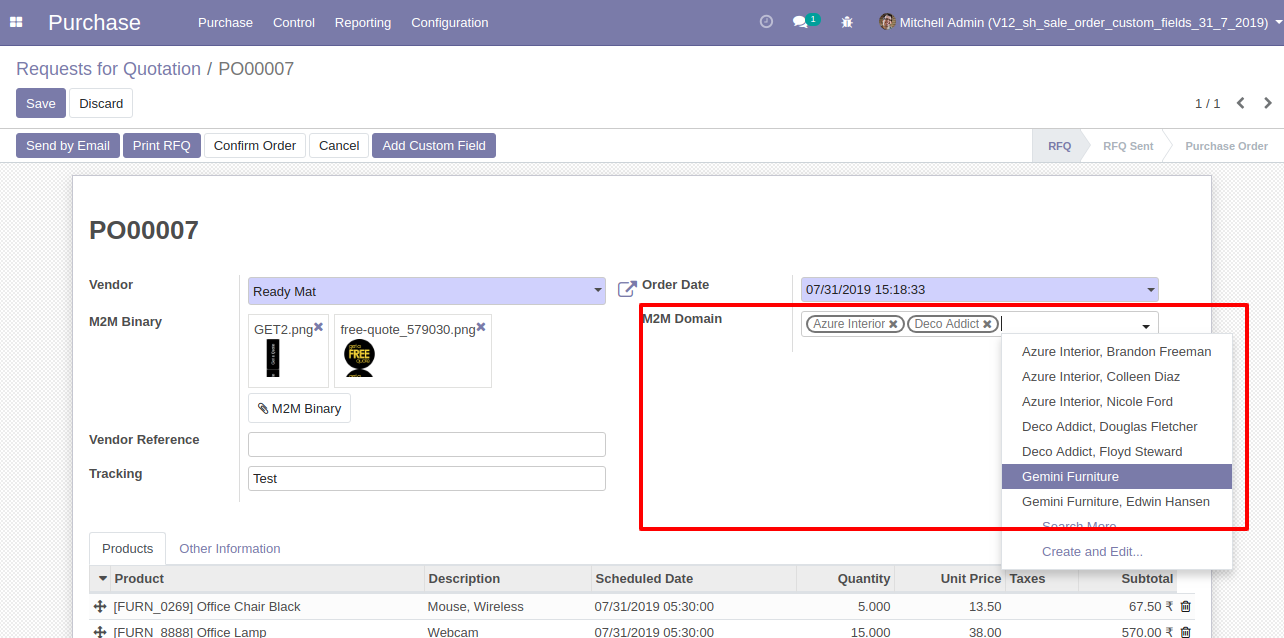 Purchase Purchase Control Reporting Configuration 1 Mitchell Admin (V12_sh_sale_order_custom_fields_31_7_2019)
Requests for Quotation / PO00007
Save Discard 1 / 1
Send by Email Print RFQ Confirm Order Cancel Add Custom Field RFQ RFQ Sent Purchase Order
PO00007
Vendor Ready Mat Order Date 07/31/2019 15:18:33
M2M Binary GET2.png free-quote_579030.png M2M Domain Azure Interior Deco Addict
FREE
M2M Binary
Azure Interior, Brandon Freeman
Azure Interior, Colleen Diaz
Azure Interior, Nicole Ford
Deco Addict, Douglas Fletcher
Deco Addict, Floyd Steward
Gemini Furniture
Gemini Furniture, Edwin Hansen
Search More...
Create and Edit...
Vendor Reference
Tracking Test
Products Other Information
Product Description Scheduled Date Quantity Unit Price Taxes Subtotal
[FURN_0269] Office Chair Black Mouse, Wireless 07/31/2019 05:30:00 5.000 13.50 67.50 ₹
[FURN_8888] Office Lamp Webcam 07/31/2019 05:30:00 15.000 38.00 570.00 ₹